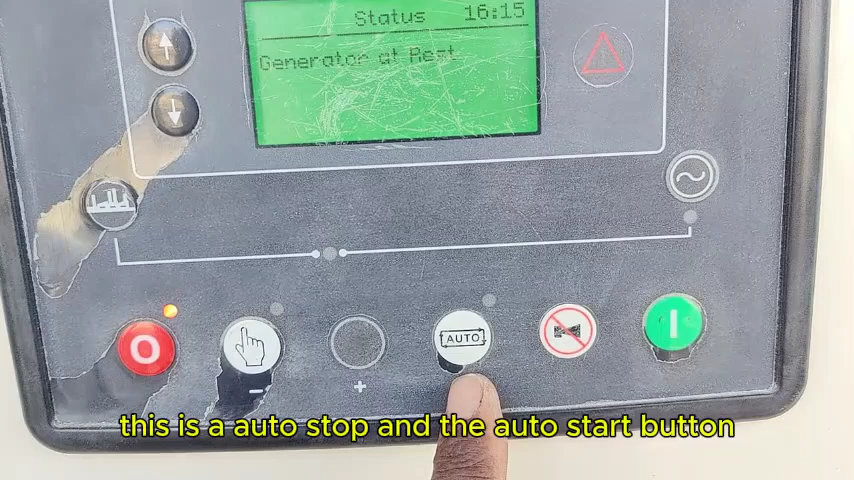 Status 16:15
Generator at Rest
O
AUTO
I
-
+
this is a auto stop and the auto start button